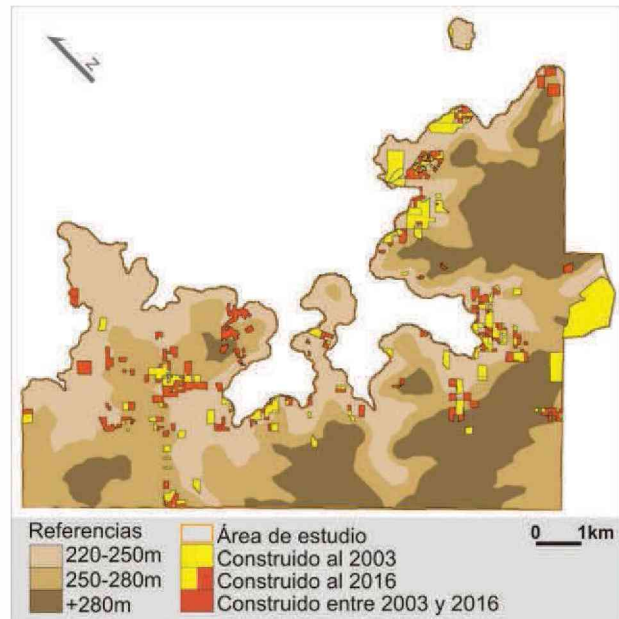 N
Referencias
220-250m
250-280m
+280m
Área de estudio
Construido al 2003
Construido al 2016
Construido entre 2003 y 2016
0 1km